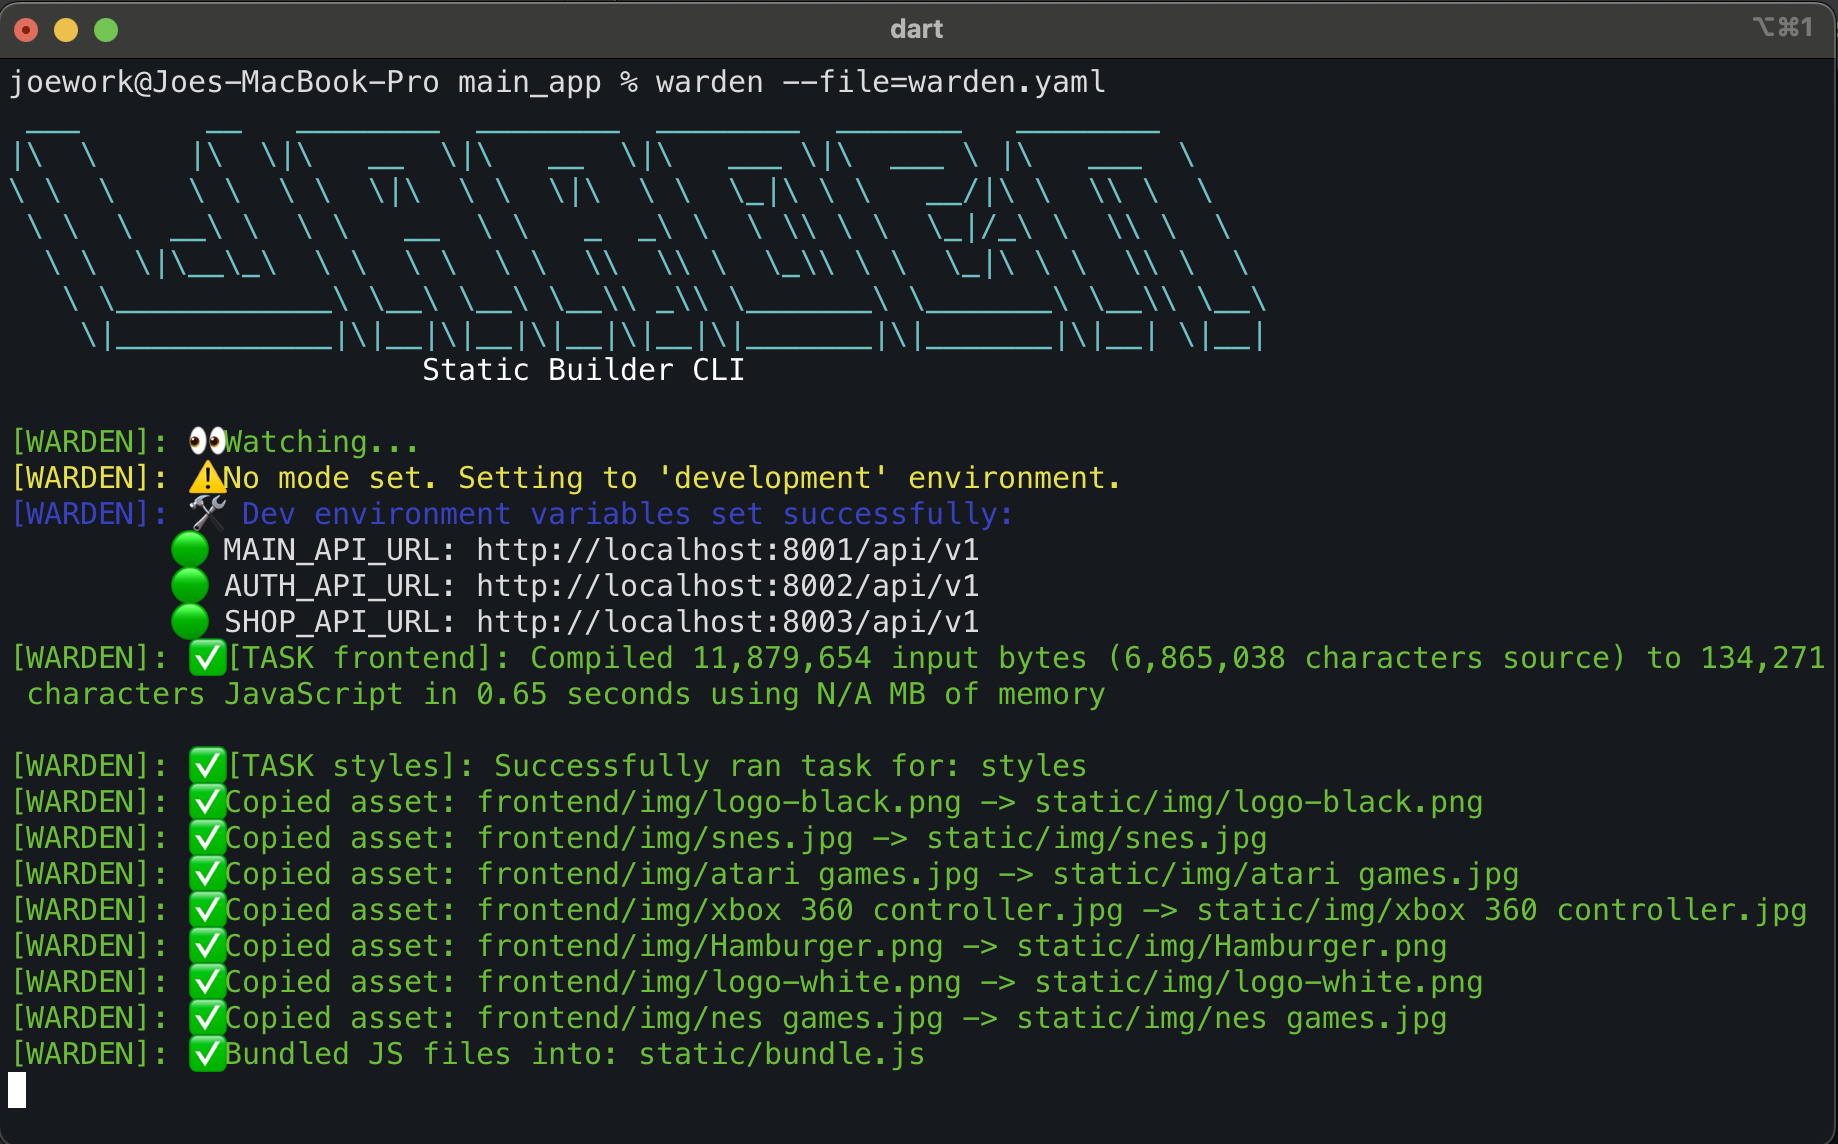 dart
⌥⌘1
joework@Joes-MacBook-Pro main_app % warden --file=warden.yaml
WARDEN
Static Builder CLI
[WARDEN]: 👀Watching...
[WARDEN]: ⚠️No mode set. Setting to 'development' environment.
[WARDEN]: 🛠️ Dev environment variables set successfully:
🟢 MAIN_API_URL: http://localhost:8001/api/v1
🟢 AUTH_API_URL: http://localhost:8002/api/v1
🟢 SHOP_API_URL: http://localhost:8003/api/v1
[WARDEN]: ✅[TASK frontend]: Compiled 11,879,654 input bytes (6,865,038 characters source) to 134,271
characters JavaScript in 0.65 seconds using N/A MB of memory
[WARDEN]: ✅[TASK styles]: Successfully ran task for: styles
[WARDEN]: ✅Copied asset: frontend/img/logo-black.png -> static/img/logo-black.png
[WARDEN]: ✅Copied asset: frontend/img/snes.jpg -> static/img/snes.jpg
[WARDEN]: ✅Copied asset: frontend/img/atari games.jpg -> static/img/atari games.jpg
[WARDEN]: ✅Copied asset: frontend/img/xbox 360 controller.jpg -> static/img/xbox 360 controller.jpg
[WARDEN]: ✅Copied asset: frontend/img/Hamburger.png -> static/img/Hamburger.png
[WARDEN]: ✅Copied asset: frontend/img/logo-white.png -> static/img/logo-white.png
[WARDEN]: ✅Copied asset: frontend/img/nes games.jpg -> static/img/nes games.jpg
[WARDEN]: ✅Bundled JS files into: static/bundle.js